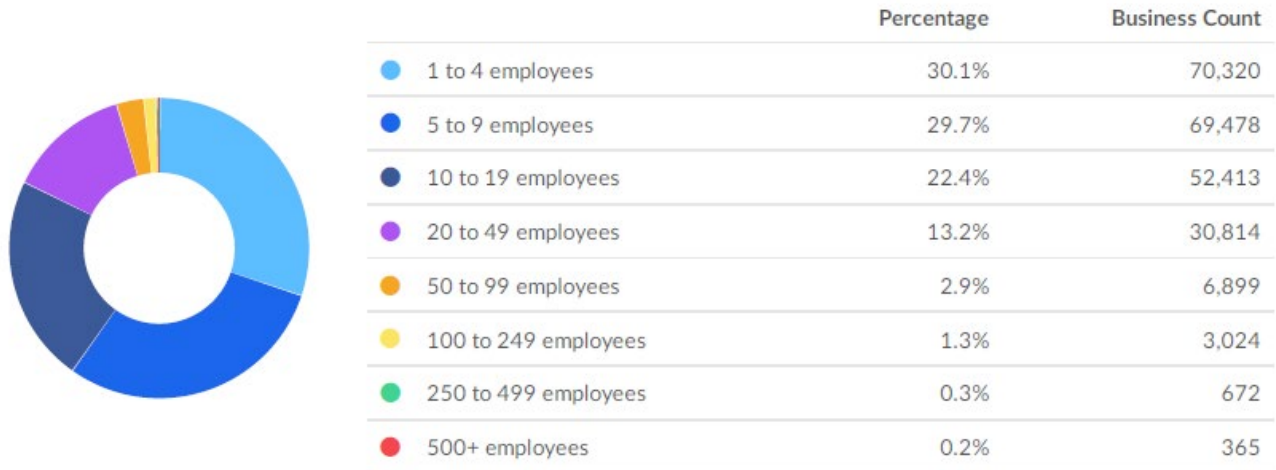 Percentage Business Count
1 to 4 employees 30.1% 70,320
5 to 9 employees 29.7% 69,478
10 to 19 employees 22.4% 52,413
20 to 49 employees 13.2% 30,814
50 to 99 employees 2.9% 6,899
100 to 249 employees 1.3% 3,024
250 to 499 employees 0.3% 672
500+ employees 0.2% 365